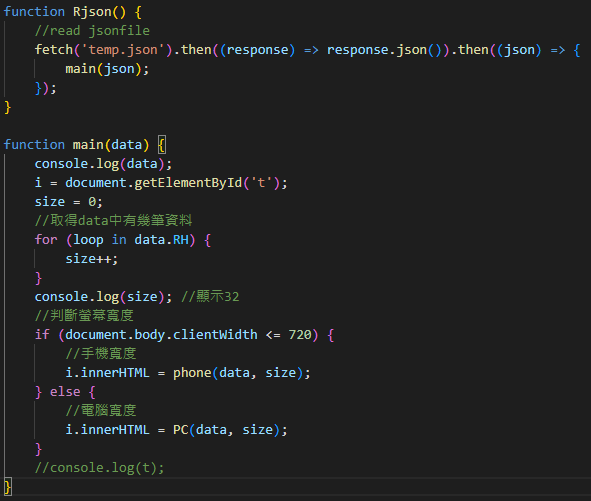 function Rjson() {
//read jsonfile
fetch('temp.json').then((response) => response.json()).then((json) => {
main(json);
});
}
function main(data) {
console.log(data);
i = document.getElementById('t');
size = 0;
//取得data中有幾筆資料
for (loop in data.RH) {
size++;
}
console.log(size); //顯示32
//判斷螢幕寬度
if (document.body.clientWidth <= 720) {
//手機寬度
i.innerHTML = phone(data, size);
} else {
//電腦寬度
i.innerHTML = PC(data, size);
}
//console.log(t);
}